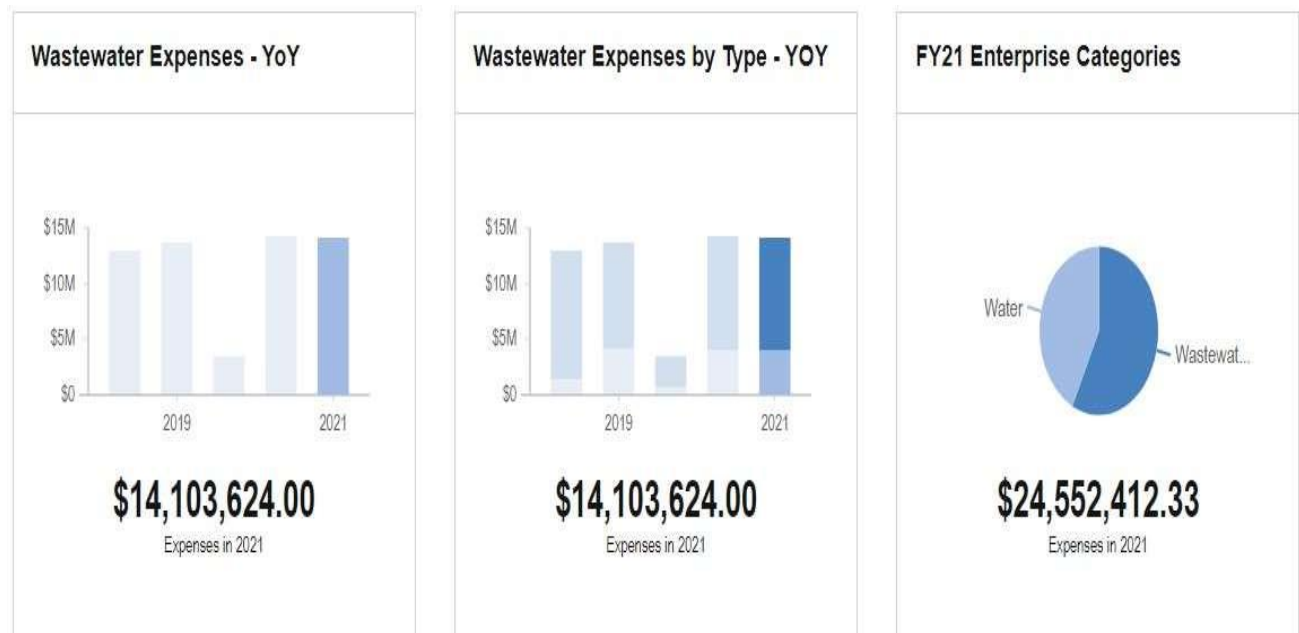 Wastewater Expenses - YoY
$15M
$10M
$5M
$0
2019
2021
$14,103,624.00
Expenses in 2021
Wastewater Expenses by Type - YOY
$15M
$10M
$5M
$0
2019
2021
$14,103,624.00
Expenses in 2021
FY21 Enterprise Categories
Water
Wastewat...
$24,552,412.33
Expenses in 2021